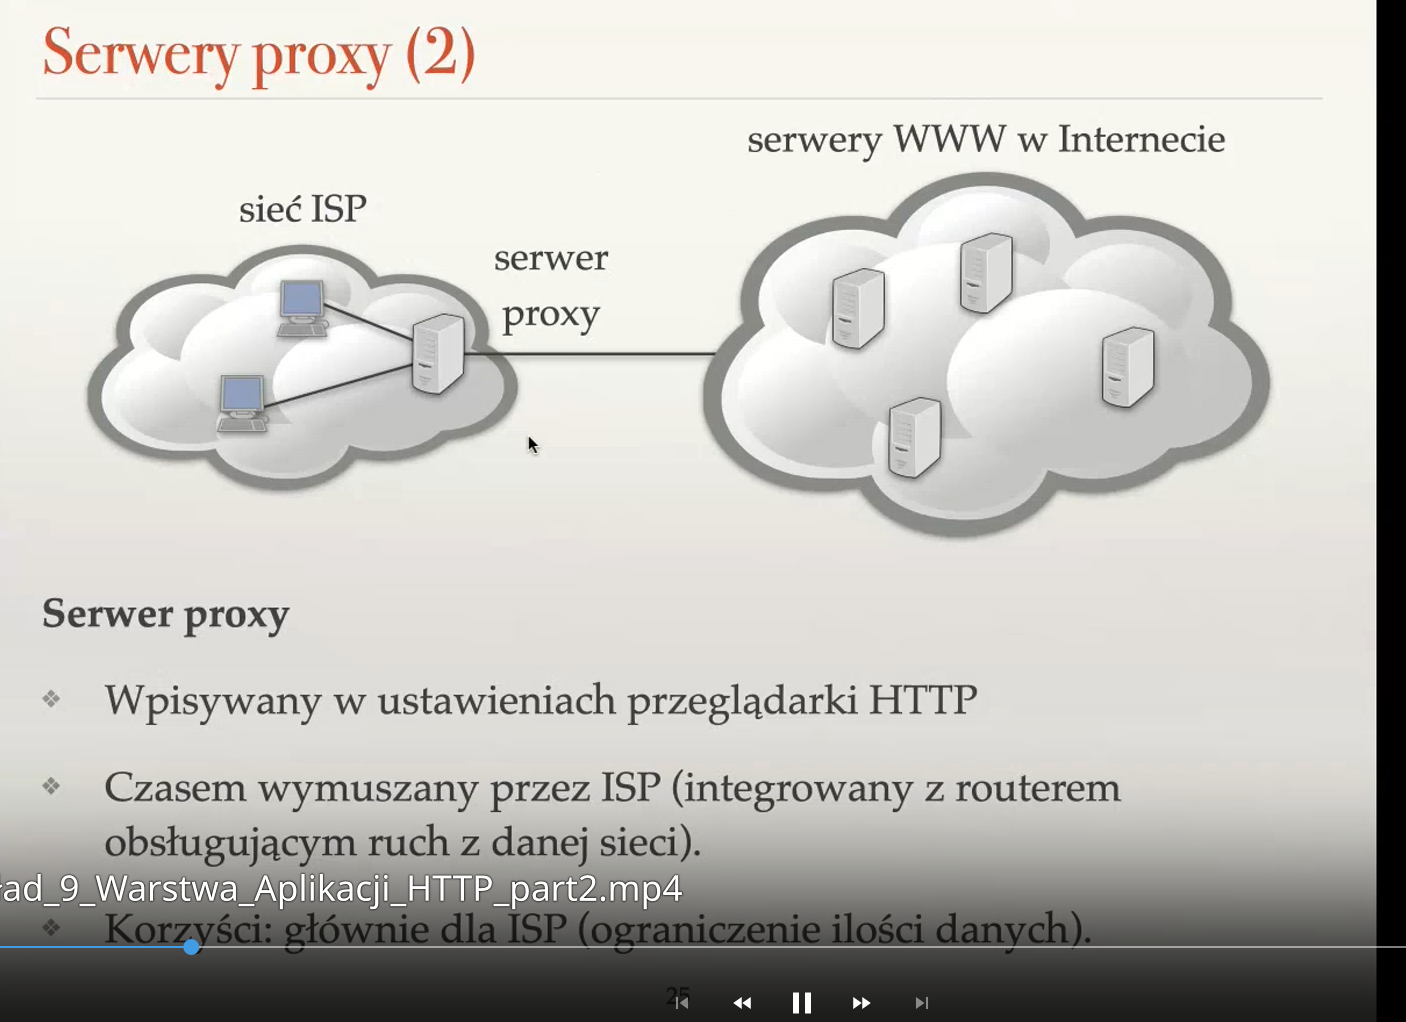 Serwery proxy (2)
serwery WWW w Internecie
sieć ISP
serwer
proxy
Serwer proxy
Wpisywany w ustawieniach przeglądarki HTTP
Czasem wymuszany przez ISP (integrowany z routerem
obsługującym ruch z danej sieci).
ad_9_Warstwa_Aplikacji_HTTP_part2.mp4
Korzyści: głównie dla ISP (ograniczenie ilości danych).
25